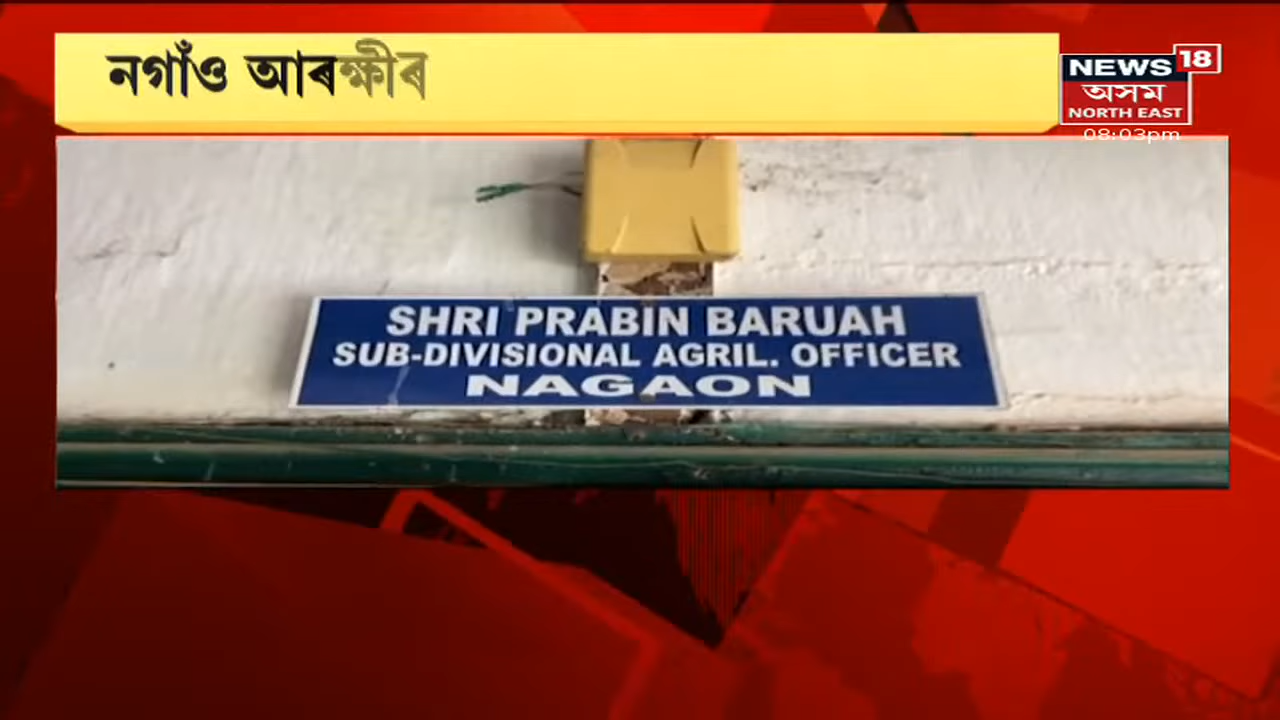 নগাঁও আৰক্ষীৰ
NEWS 18
অসম
NORTH EAST
08:03pm
SHRI PRABIN BARUAH
SUB-DIVISIONAL AGRIL. OFFICER
NAGAON